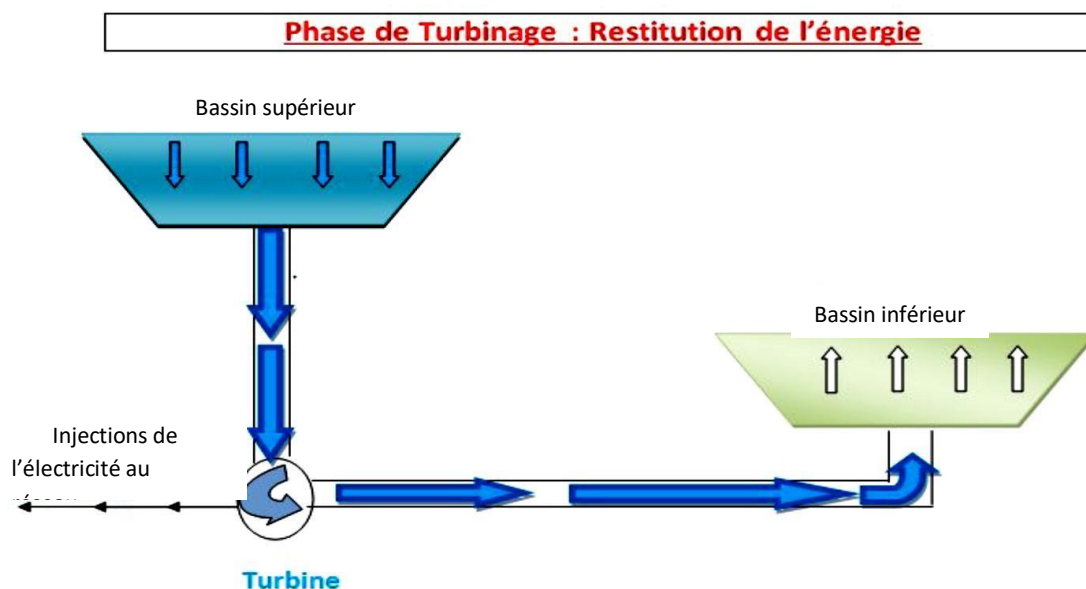 Phase de Turbinage : Restitution de l'énergie
Bassin supérieur
Bassin inférieur
Injections de
l'électricité au
Turbine